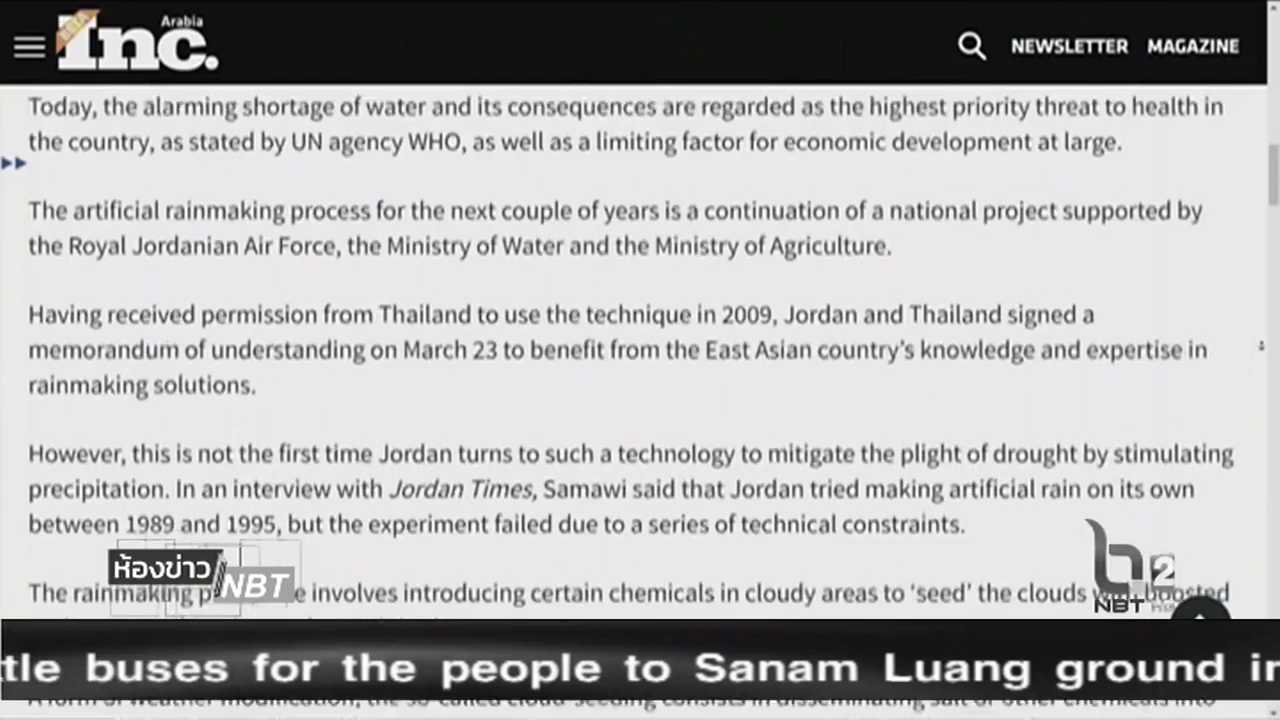 Arabia
Inc.
NEWSLETTER MAGAZINE
Today, the alarming shortage of water and its consequences are regarded as the highest priority threat to health in
the country, as stated by UN agency WHO, as well as a limiting factor for economic development at large.
The artificial rainmaking process for the next couple of years is a continuation of a national project supported by
the Royal Jordanian Air Force, the Ministry of Water and the Ministry of Agriculture.
Having received permission from Thailand to use the technique in 2009, Jordan and Thailand signed a
memorandum of understanding on March 23 to benefit from the East Asian country's knowledge and expertise in
rainmaking solutions.
However, this is not the first time Jordan turns to such a technology to mitigate the plight of drought by stimulating
precipitation. In an interview with Jordan Times, Samawi said that Jordan tried making artificial rain on its own
between 1989 and 1995, but the experiment failed due to a series of technical constraints.
ห้องข่าว
NBT
2
NBT
The rainmaking involves introducing certain chemicals in cloudy areas to 'seed' the clouds boosted
tle buses for the people to Sanam Luang ground in